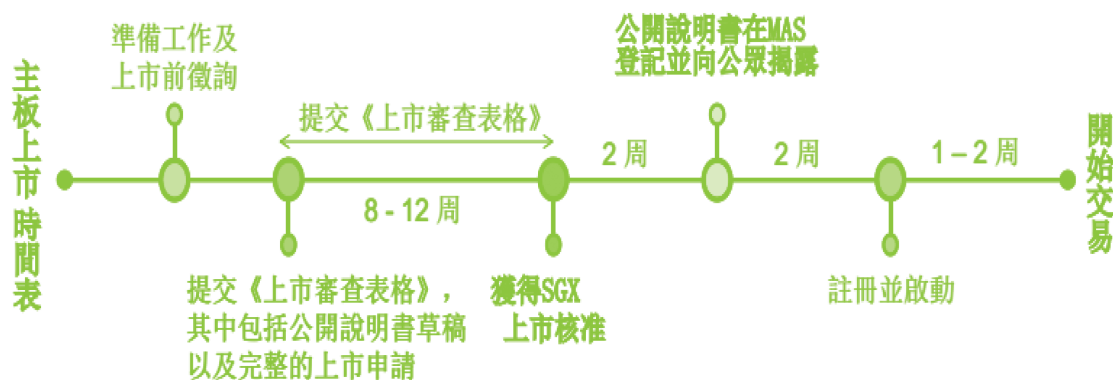 主板上市時間表
準備工作及
上市前徵詢
提交《上市審查表格》
8 - 12 周
提交《上市審查表格》，
其中包括公開說明書草稿
以及完整的上市申請
獲得SGX
上市核准
2 周
公開說明書在MAS
登記並向公眾揭露
2 周
註冊並啟動
1 – 2 周
開始交易